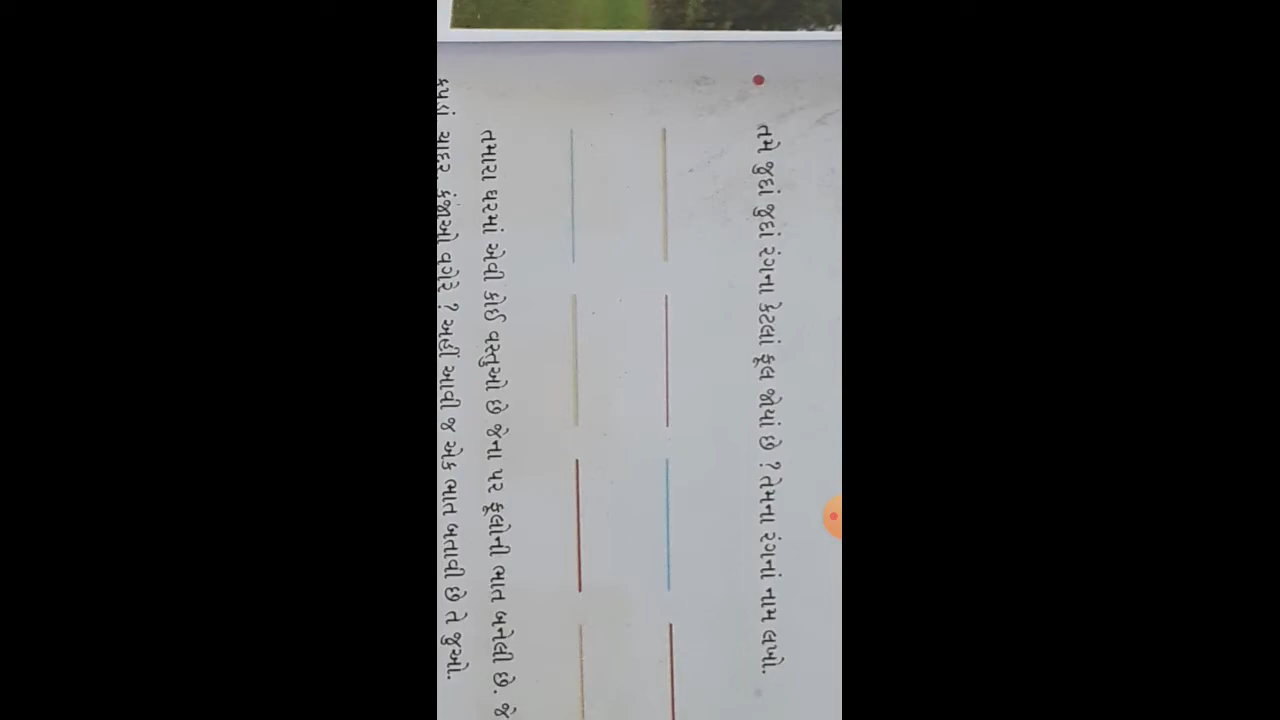 તમે જુદાં જુદાં રંગના કેટલાં ફૂલ જોયાં છે ? તેમના રંગનાં નામ લખો.
તમારા ઘરમાં એવી કોઈ વસ્તુઓ છે જેના પર ફૂલોની ભાત બનેલી છે. જે
કપડાં ચાદર, કુંજાઓ વગેરે ? અહીં આવી જ એક ભાત બતાવી છે તે જુઓ.